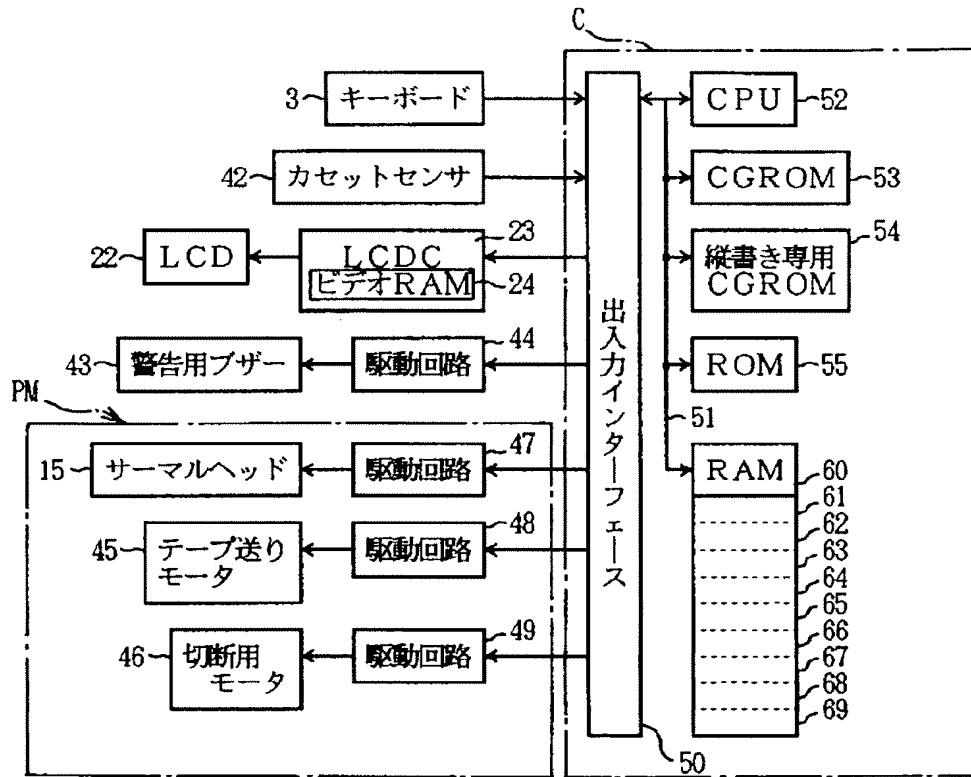 C
3 キーボード
CPU 52
42 カセットセンサ
CGROM 53
22 LCD
LCDC 23
ビデオRAM 24
縦書き専用 54
CGROM
43 警告用ブザー
駆動回路 44
ROM 55
51
PM
15 サーマルヘッド
駆動回路 47
RAM 60
61
62
63
64
65
66
67
68
69
45 テープ送り
モータ
駆動回路 48
46 切断用
モータ
駆動回路 49
出入力インターフェース
50